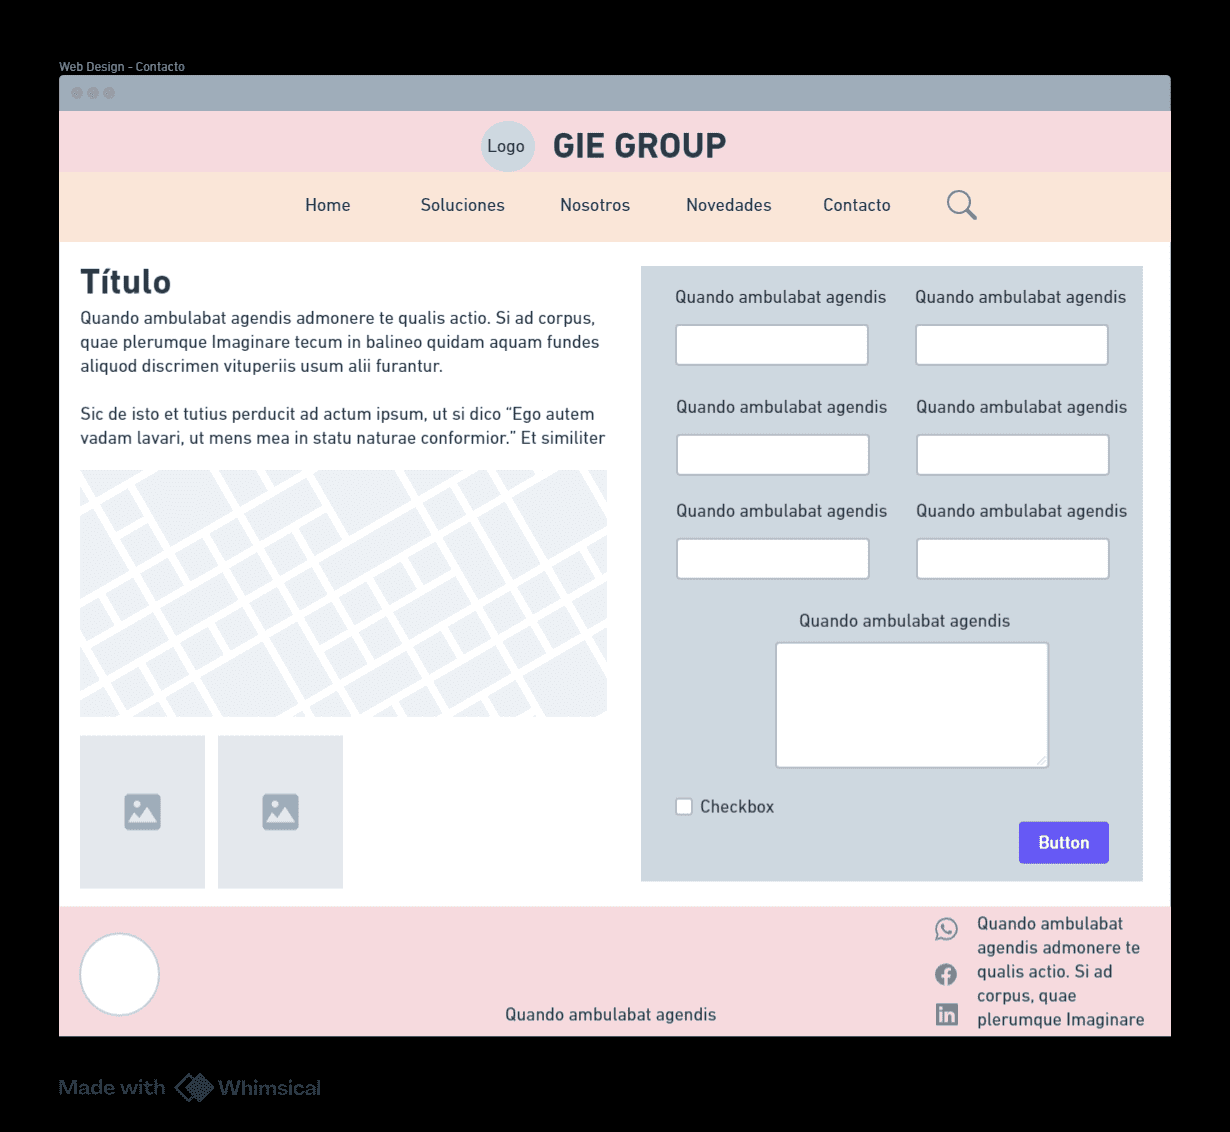 Web Design - Contacto
Logo
GIE GROUP
Home
Soluciones
Nosotros
Novedades
Contacto
Título
Quando ambulabat agendis admonere te qualis actio. Si ad corpus,
quae plerumque Imaginare tecum in balineo quidam aquam fundes
aliquod discrimen vituperiis usum alii furantur.
Sic de isto et tutius perducit ad actum ipsum, ut si dico “Ego autem
vadam lavari, ut mens mea in statu naturae conformior.” Et similiter
Quando ambulabat agendis
Quando ambulabat agendis
Quando ambulabat agendis
Quando ambulabat agendis
Quando ambulabat agendis
Quando ambulabat agendis
Quando ambulabat agendis
Checkbox
Button
Quando ambulabat agendis
Quando ambulabat
agendis admonere te
qualis actio. Si ad
corpus, quae
plerumque Imaginare
Made with Whimsical